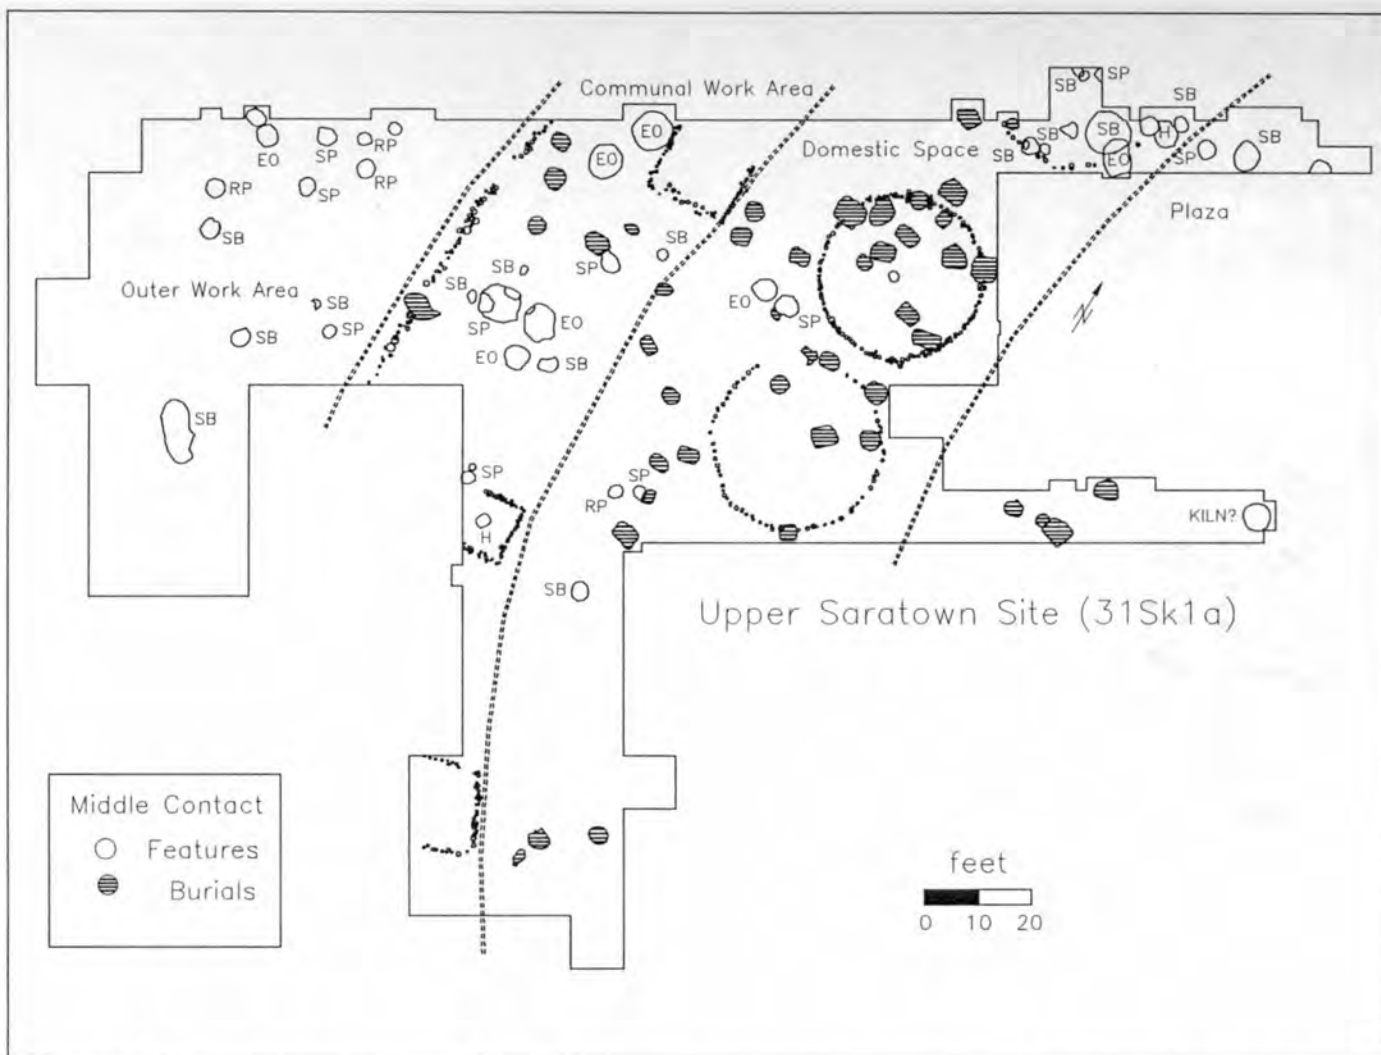 Communal Work Area
SB
SP
SB
EO
SP
RP
EO
EO
Domestic Space
SB
SB
SB
H
SP
SB
EO
RP
SP
RP
Plaza
SB
SP
SB
N
Outer Work Area
SB
SB
SB
SP
EO
SP
SB
SP
EO
EO
SB
SB
SP
RP
SP
H
KILN?
SB
Upper Saratown Site (31Sk1a)
Middle Contact
Features
Burials
feet
0 10 20